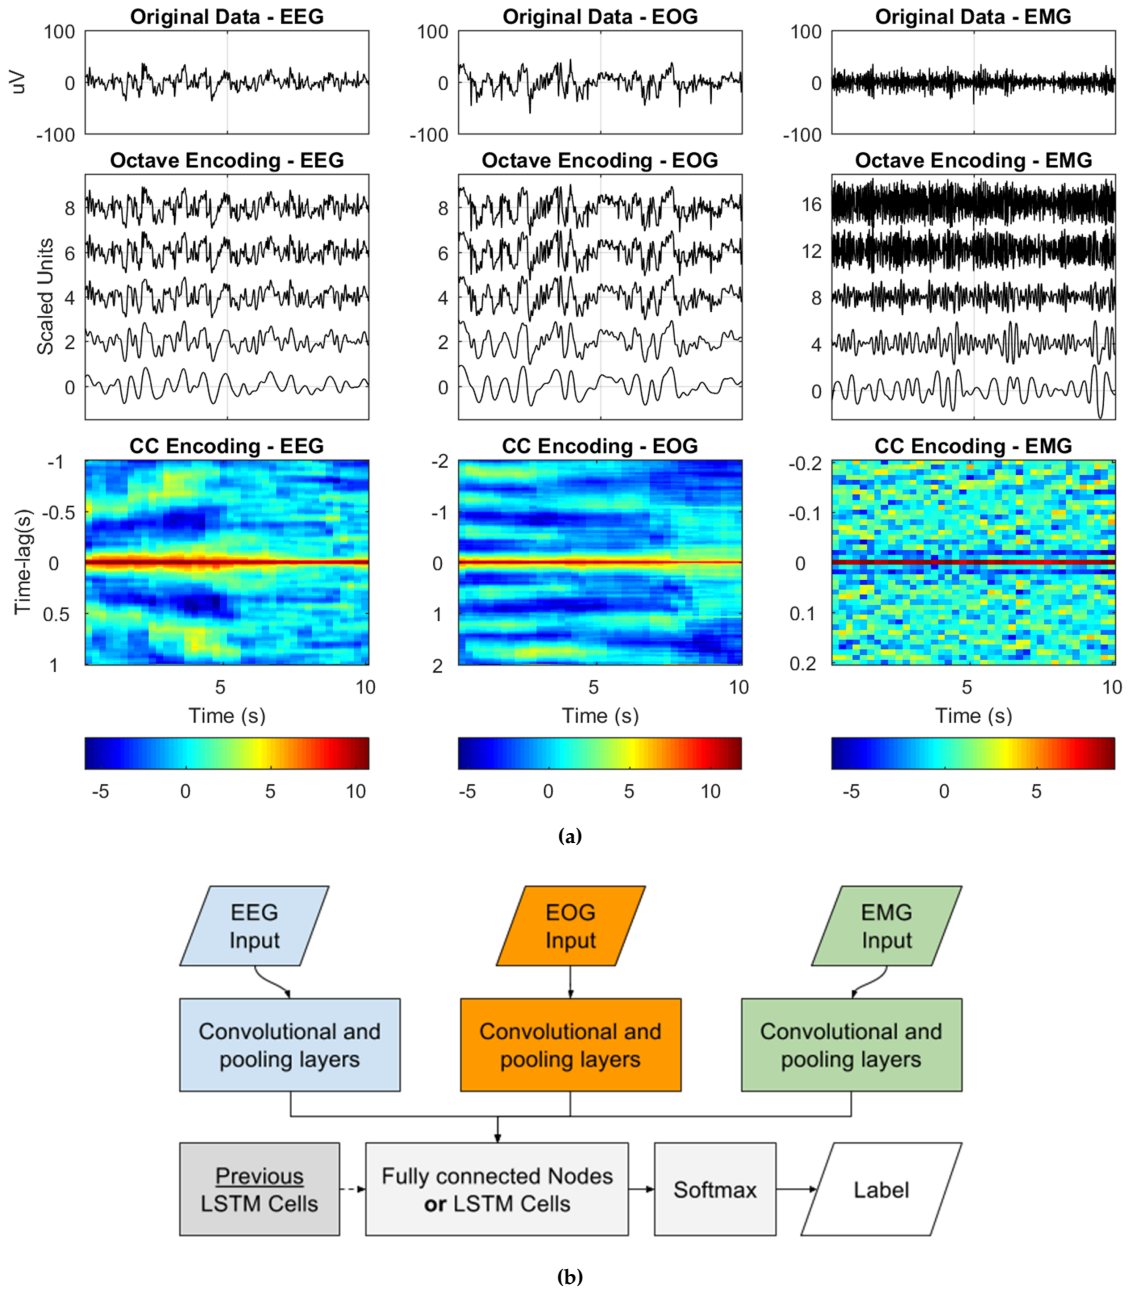 Original Data - EEG
Original Data - EOG
Original Data - EMG
100
0
-100
uV
100
0
-100
100
0
-100
Octave Encoding - EEG
Octave Encoding - EOG
Octave Encoding - EMG
8
6
4
2
0
Scaled Units
8
6
4
2
0
16
12
8
4
0
CC Encoding - EEG
CC Encoding - EOG
CC Encoding - EMG
-1
-0.5
0
0.5
1
Time-lag(s)
-2
-1
0
1
2
-0.2
-0.1
0
0.1
0.2
5 10
5 10
5 10
Time (s)
Time (s)
Time (s)
-5 0 5 10
-5 0 5 10
-5 0 5
(a)
EEG
Input
EOG
Input
EMG
Input
Convolutional and
pooling layers
Convolutional and
pooling layers
Convolutional and
pooling layers
Previous
LSTM Cells
Fully connected Nodes
or LSTM Cells
Softmax
Label
(b)